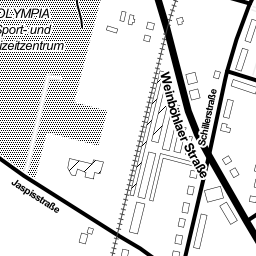 OLYMPIA
Sport- und
zeitzentrum
Weinböhlaer Straße
Schillerstraße
Jaspisstraße